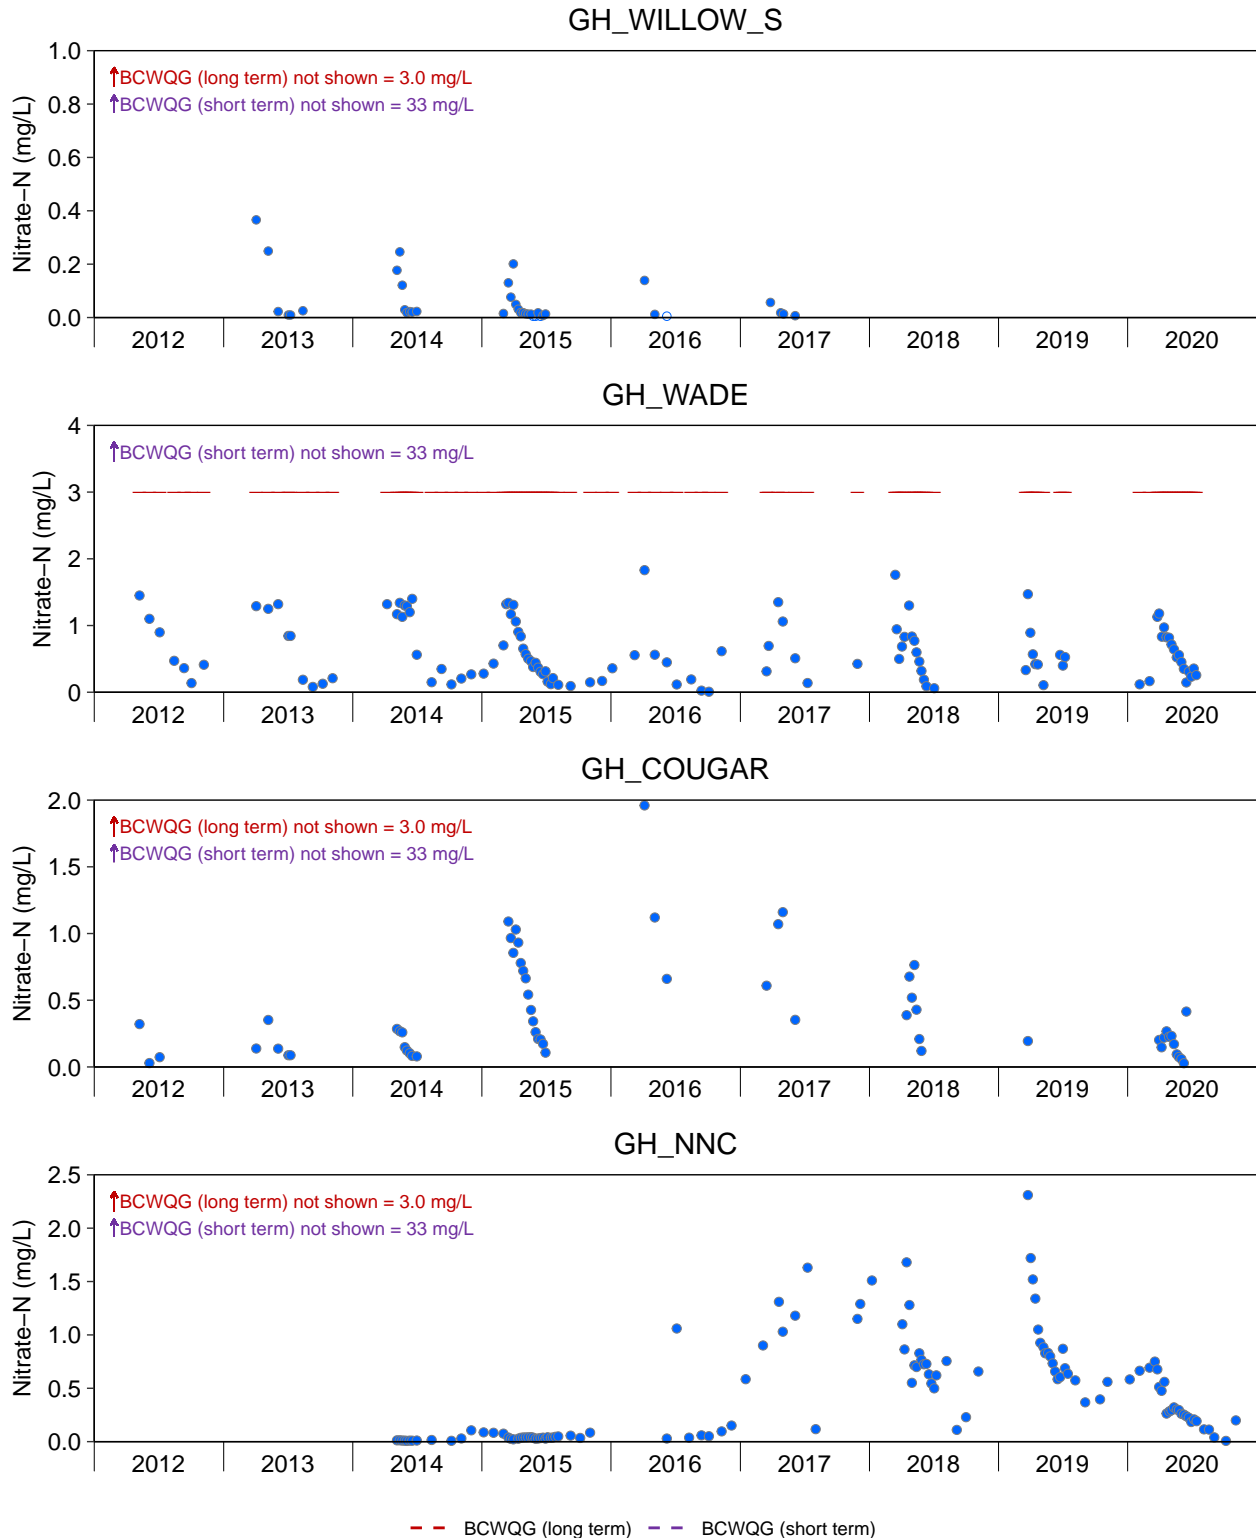 GH_WILLOW_S
Nitrate−N (mg/L)
1.0
0.8
0.6
0.4
0.2
0.0
↑BCWQG (long term) not shown = 3.0 mg/L
↑BCWQG (short term) not shown = 33 mg/L
2012 2013 2014 2015 2016 2017 2018 2019 2020
GH_WADE
Nitrate−N (mg/L)
4
3
2
1
0
↑BCWQG (short term) not shown = 33 mg/L
2012 2013 2014 2015 2016 2017 2018 2019 2020
GH_COUGAR
Nitrate−N (mg/L)
2.0
1.5
1.0
0.5
0.0
↑BCWQG (long term) not shown = 3.0 mg/L
↑BCWQG (short term) not shown = 33 mg/L
2012 2013 2014 2015 2016 2017 2018 2019 2020
GH_NNC
Nitrate−N (mg/L)
2.5
2.0
1.5
1.0
0.5
0.0
↑BCWQG (long term) not shown = 3.0 mg/L
↑BCWQG (short term) not shown = 33 mg/L
2012 2013 2014 2015 2016 2017 2018 2019 2020
BCWQG (long term) BCWQG (short term)